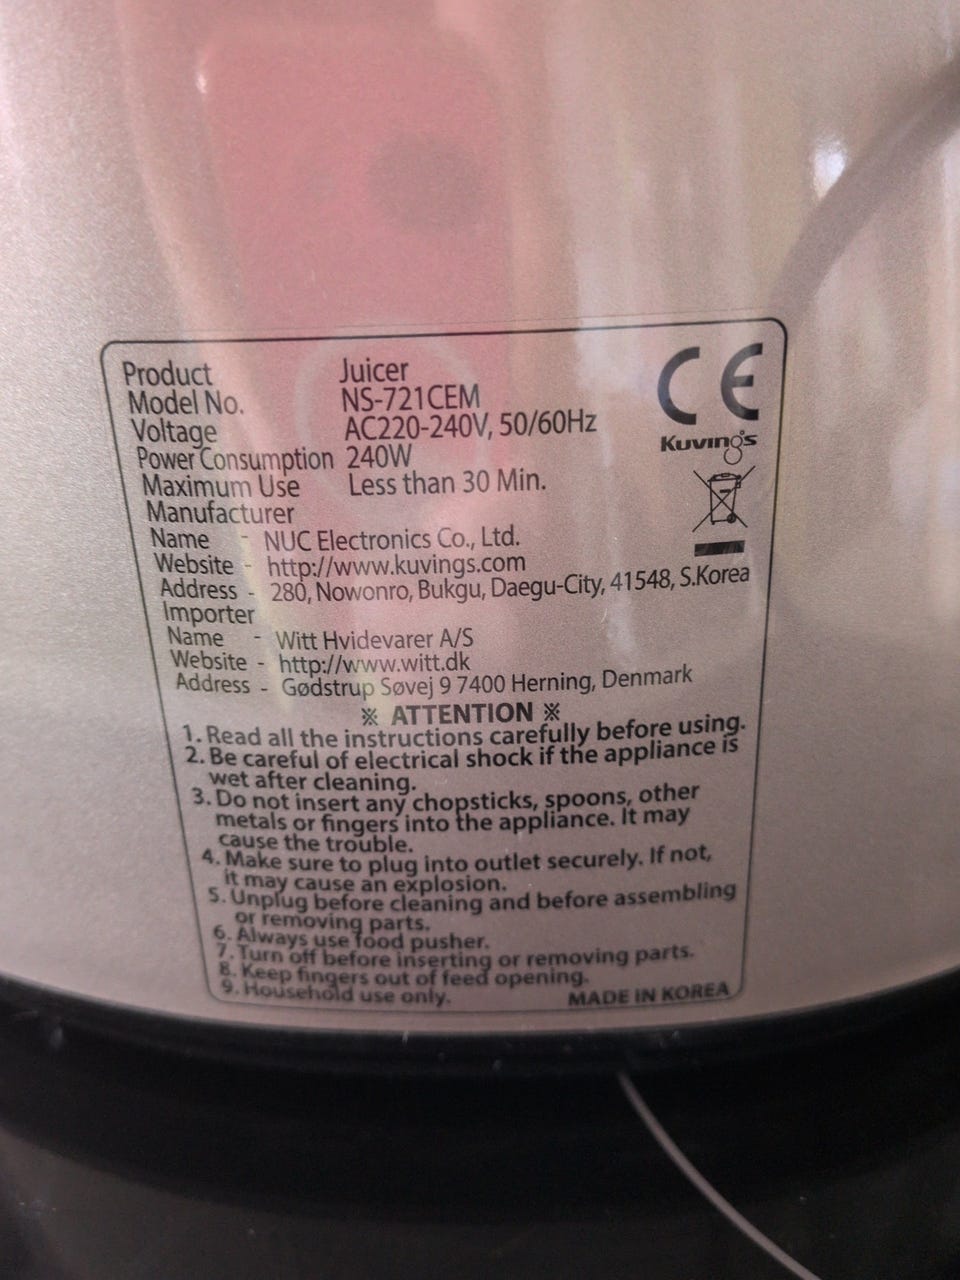 Product Juicer
Model No. NS-721CEM
Voltage AC220-240V, 50/60Hz
Power Consumption 240W
Maximum Use Less than 30 Min.
Manufacturer
Name - NUC Electronics Co., Ltd.
Website - http://www.kuvings.com
Address - 280, Nowonro, Bukgu, Daegu-City, 41548, S.Korea
Importer
Name - Witt Hvidevarer A/S
Website - http://www.witt.dk
Address - Gødstrup Søvej 9 7400 Herning, Denmark
CE
Kuvings
※ ATTENTION ※
1. Read all the instructions carefully before using.
2. Be careful of electrical shock if the appliance is
wet after cleaning.
3. Do not insert any chopsticks, spoons, other
metals or fingers into the appliance. It may
cause the trouble.
4. Make sure to plug into outlet securely. If not,
it may cause an explosion.
5. Unplug before cleaning and before assembling
or removing parts.
6. Always use food pusher.
7. Turn off before inserting or removing parts.
8. Keep fingers out of feed opening.
9. Household use only.
MADE IN KOREA